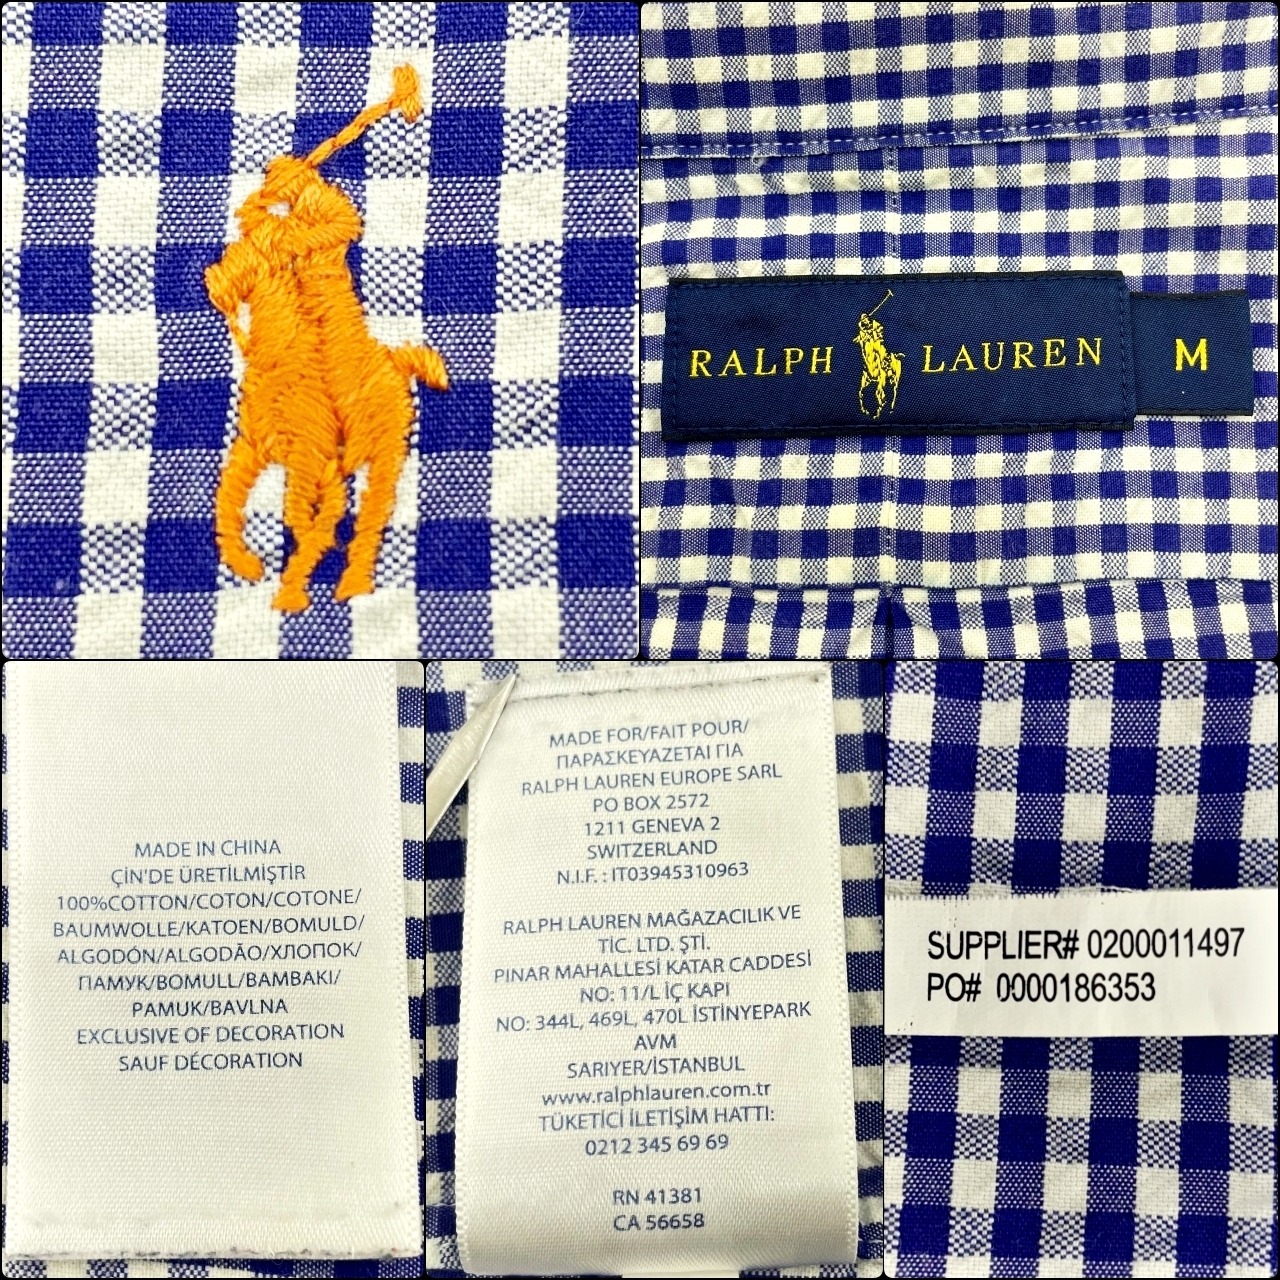 RALPH LAUREN M
MADE IN CHINA
ÇİN'DE ÜRETİLMİŞTİR
100%COTTON/COTON/COTONE/
BAUMWOLLE/KATOEN/BOMULD/
ALGODÓN/ALGODÃO/ХЛОПОК/
ПАМУК/BOMULL/BAMBAKI/
PAMUK/BAVLNA
EXCLUSIVE OF DECORATION
SAUF DÉCORATION
MADE FOR/FAIT POUR/
ΠΑΡΑΣΚΕΥΑΖΕΤΑΙ ΓΙΑ
RALPH LAUREN EUROPE SARL
PO BOX 2572
1211 GENEVA 2
SWITZERLAND
N.I.F. : IT03945310963
RALPH LAUREN MAĞAZACILIK VE
TİC. LTD. ŞTİ.
PINAR MAHALLESİ KATAR CADDESİ
NO: 11/L İÇ KAPI
NO: 344L, 469L, 470L İSTİNYEPARK
AVM
SARIYER/İSTANBUL
www.ralphlauren.com.tr
TÜKETİCİ İLETİŞİM HATTI:
0212 345 69 69
RN 41381
CA 56658
SUPPLIER# 0200011497
PO# 0000186353